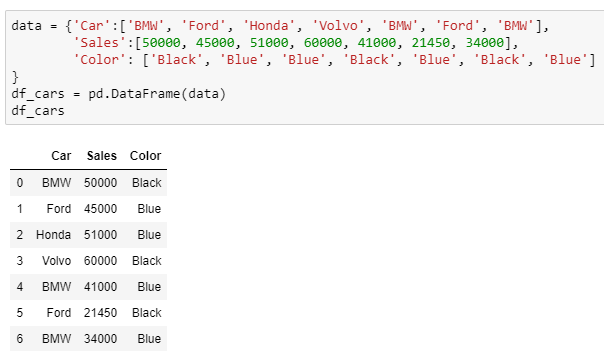 data = {'Car':['BMW', 'Ford', 'Honda', 'Volvo', 'BMW', 'Ford', 'BMW'],
'Sales':[50000, 45000, 51000, 60000, 41000, 21450, 34000],
'Color': ['Black', 'Blue', 'Blue', 'Black', 'Blue', 'Black', 'Blue']
}
df_cars = pd.DataFrame(data)
df_cars
Car Sales Color
0 BMW 50000 Black
1 Ford 45000 Blue
2 Honda 51000 Blue
3 Volvo 60000 Black
4 BMW 41000 Blue
5 Ford 21450 Black
6 BMW 34000 Blue